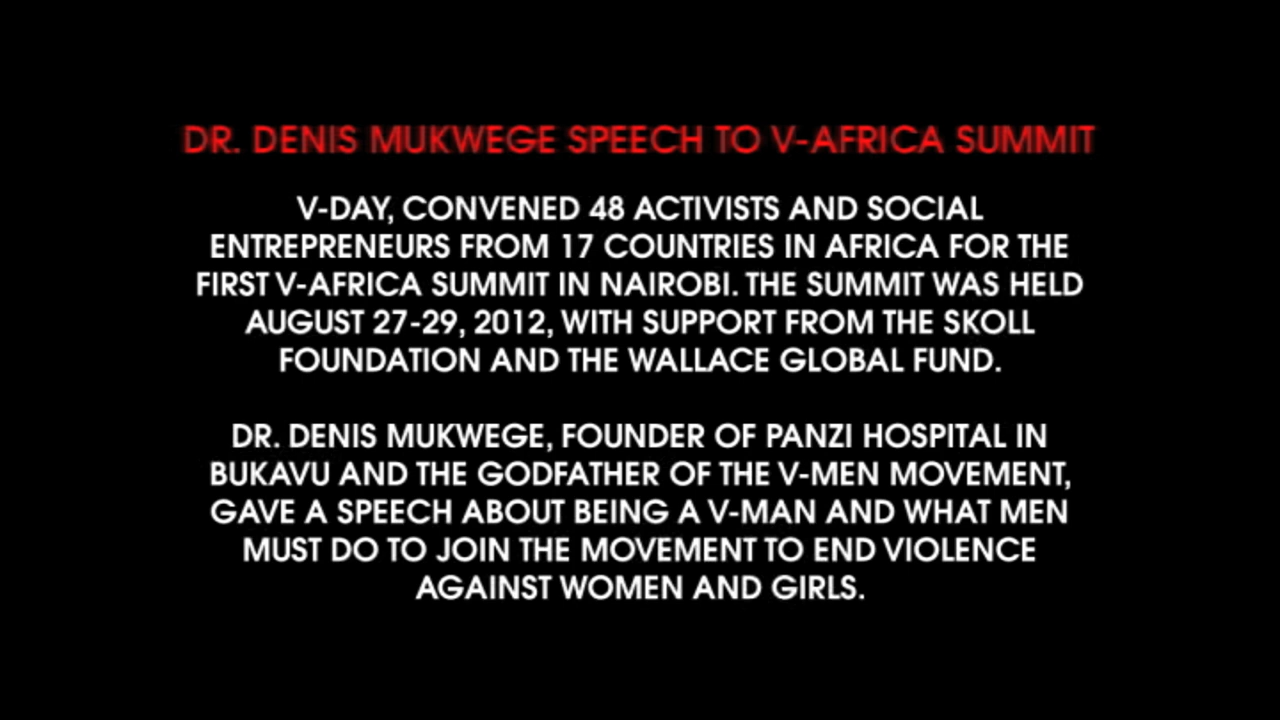 DR. DENIS MUKWEGE SPEECH TO V-AFRICA SUMMIT
V-DAY, CONVENED 48 ACTIVISTS AND SOCIAL
ENTREPRENEURS FROM 17 COUNTRIES IN AFRICA FOR THE
FIRST V-AFRICA SUMMIT IN NAIROBI. THE SUMMIT WAS HELD
AUGUST 27-29, 2012, WITH SUPPORT FROM THE SKOLL
FOUNDATION AND THE WALLACE GLOBAL FUND.
DR. DENIS MUKWEGE, FOUNDER OF PANZI HOSPITAL IN
BUKAVU AND THE GODFATHER OF THE V-MEN MOVEMENT,
GAVE A SPEECH ABOUT BEING A V-MAN AND WHAT MEN
MUST DO TO JOIN THE MOVEMENT TO END VIOLENCE
AGAINST WOMEN AND GIRLS.